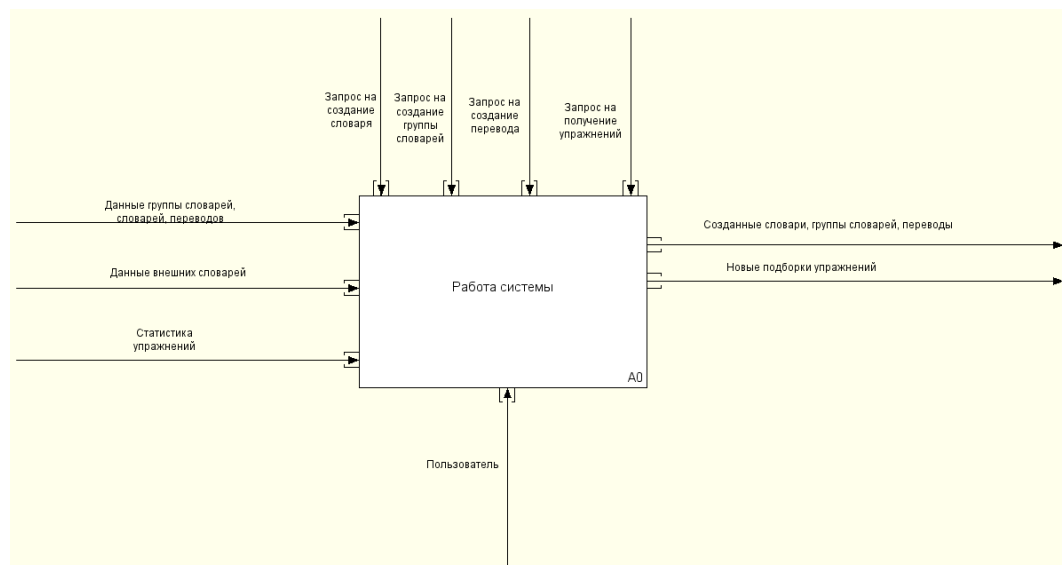 Запрос на
создание
словаря
Запрос на
создание
группы
словарей
Запрос на
создание
перевода
Запрос на
получение
упражнений
Данные группы словарей,
словарей, переводов
Данные внешних словарей
Статистика
упражнений
Работа системы
A0
Созданные словари, группы словарей, переводы
Новые подборки упражнений
Пользователь